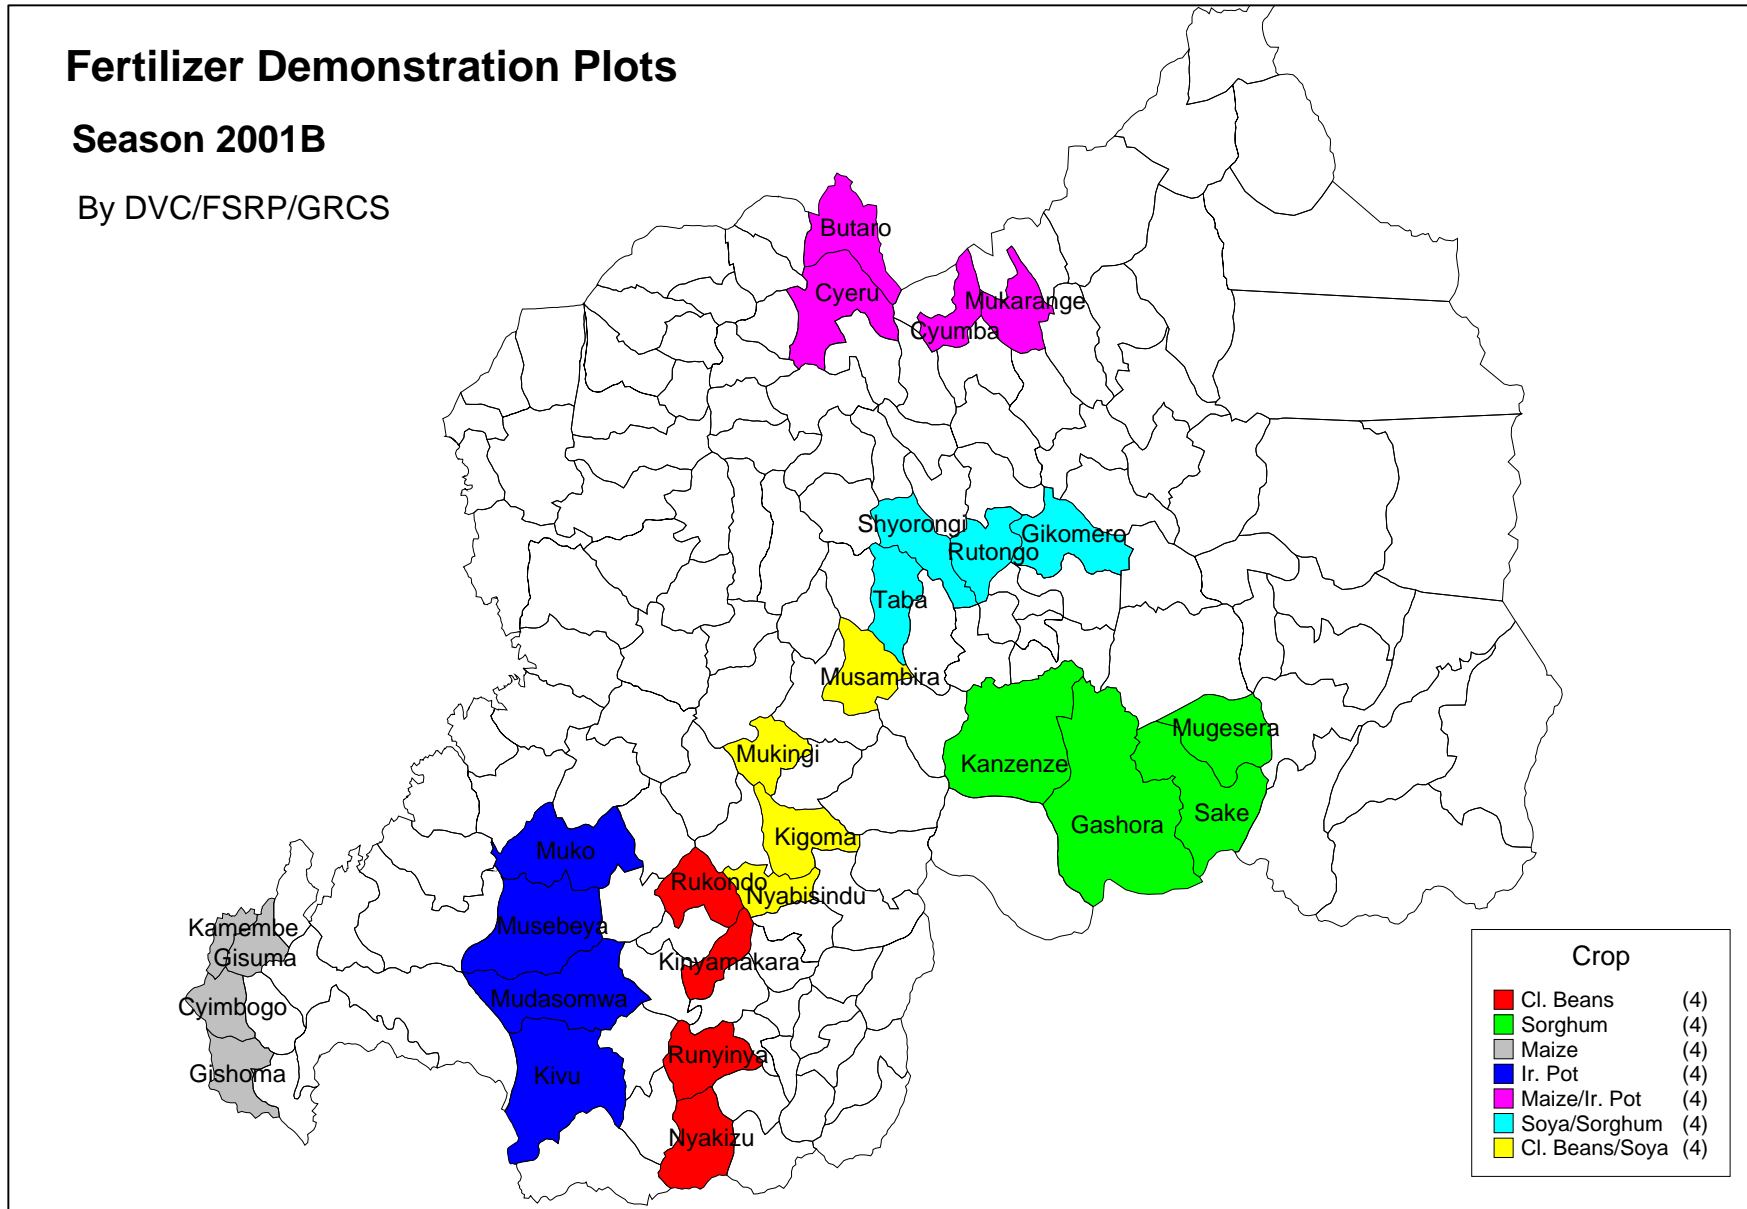 Fertilizer Demonstration Plots
Season 2001B
By DVC/FSRP/GRCS
Butaro
Cyeru
Mukarange
Cyumba
Shyorongi
Rutongo
Gikomero
Taba
Musambira
Mukingi
Kigoma
Nyabisindu
Kanzenze
Gashora
Mugesera
Sake
Muko
Musebeya
Mudasomwa
Kivu
Rukondo
Kinyamakara
Runyinya
Nyakizu
Kamembe
Gisuma
Cyimbogo
Gishoma
Crop
Cl. Beans (4)
Sorghum (4)
Maize (4)
Ir. Pot (4)
Maize/Ir. Pot (4)
Soya/Sorghum (4)
Cl. Beans/Soya (4)